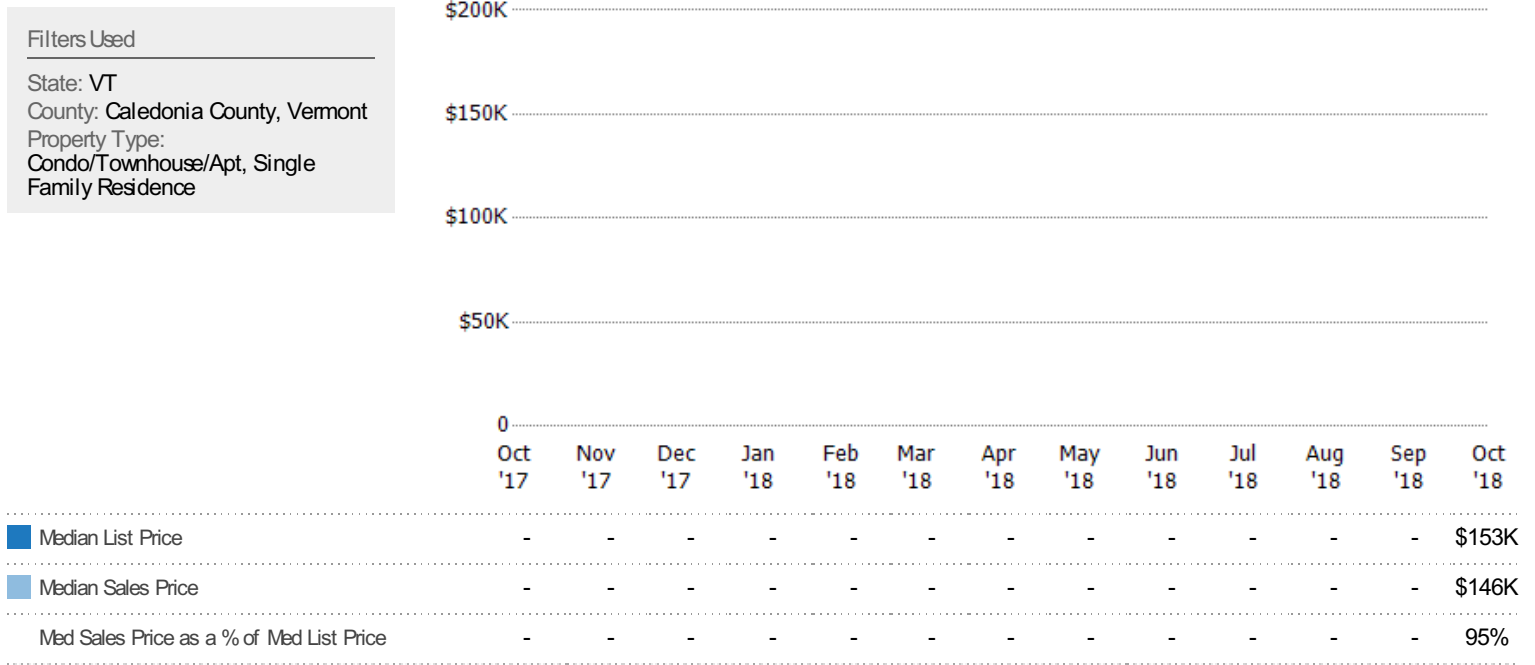 Filters Used
State: VT
County: Caledonia County, Vermont
Property Type:
Condo/Townhouse/Apt, Single
Family Residence
$200K
$150K
$100K
$50K
0
Oct Nov Dec Jan Feb Mar Apr May Jun Jul Aug Sep Oct
'17 '17 '17 '18 '18 '18 '18 '18 '18 '18 '18 '18 '18
Median List Price - - - - - - - - - - - - $153K
Median Sales Price - - - - - - - - - - - - $146K
Med Sales Price as a % of Med List Price - - - - - - - - - - - - 95%